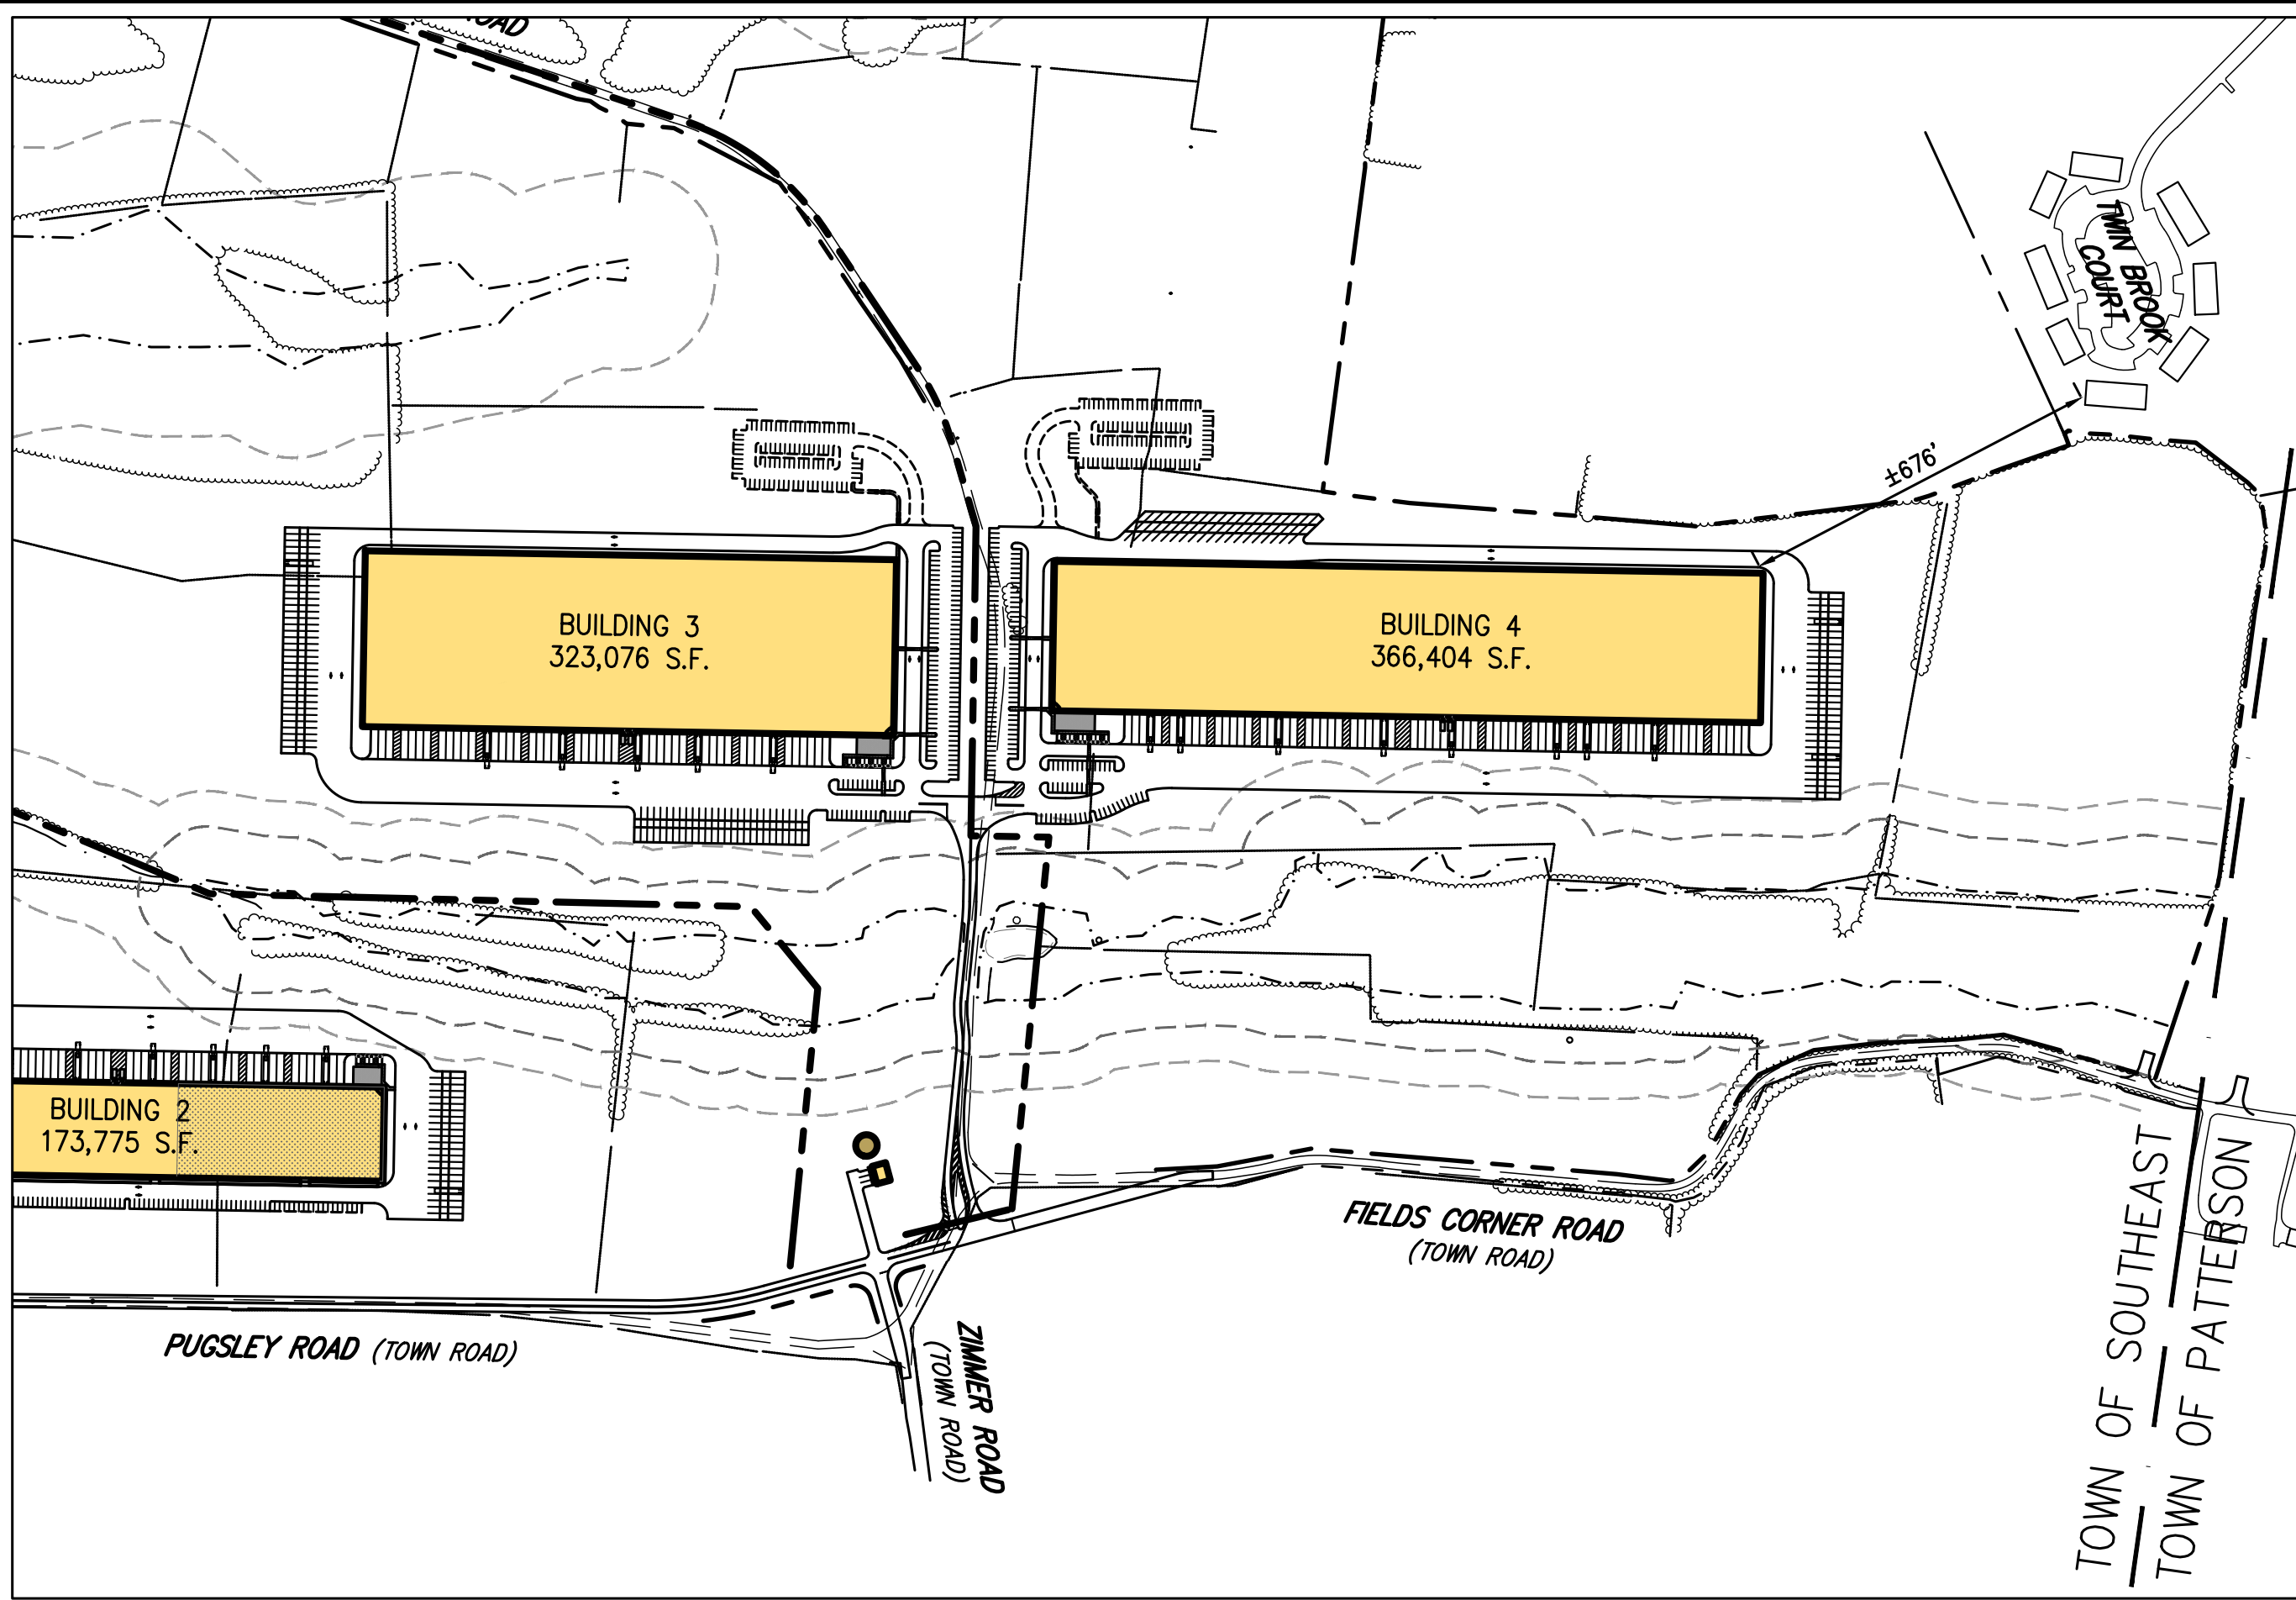 ROAD
TWIN BROOK
COURT
±676'
BUILDING 3
323,076 S.F.
BUILDING 4
366,404 S.F.
BUILDING 2
173,775 S.F.
FIELDS CORNER ROAD
(TOWN ROAD)
PUGSLEY ROAD (TOWN ROAD)
ZIMMER ROAD
(TOWN ROAD)
TOWN OF SOUTHEAST
TOWN OF PATTERSON